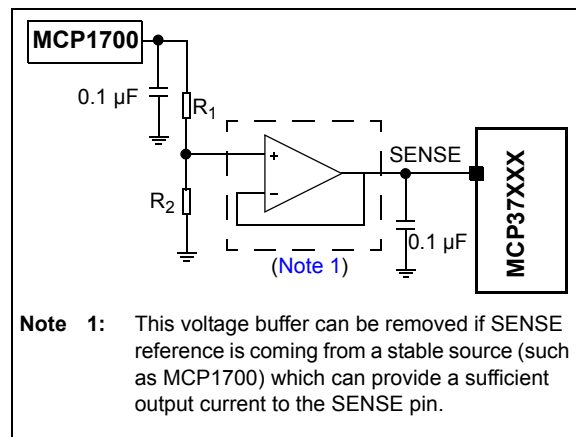 MCP1700
0.1 µF
R1
R2
+
−
SENSE
0.1 µF
MCP37XXX
(Note 1)
Note 1: This voltage buffer can be removed if SENSE
reference is coming from a stable source (such
as MCP1700) which can provide a sufficient
output current to the SENSE pin.